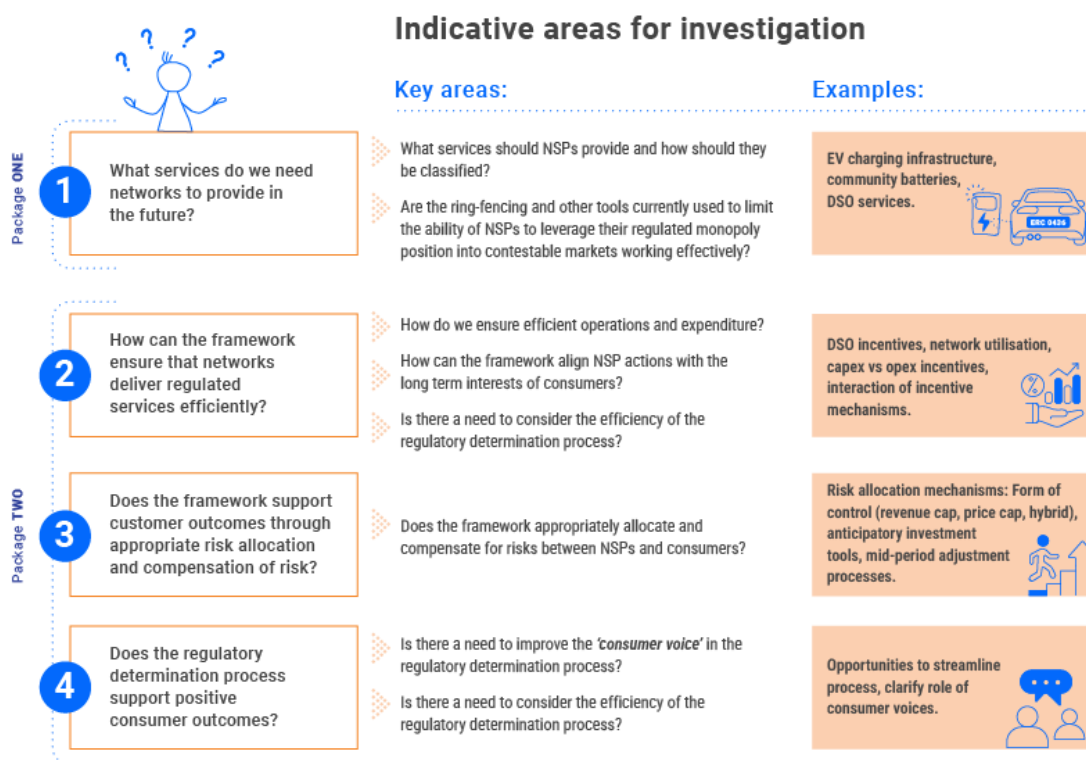 Indicative areas for investigation
Key areas:
Examples:
? ? ? ?
Package ONE
1
What services do we need
networks to provide in
the future?
What services should NSPs provide and how should they
be classified?
Are the ring-fencing and other tools currently used to limit
the ability of NSPs to leverage their regulated monopoly
position into contestable markets working effectively?
EV charging infrastructure,
community batteries,
DSO services.
ERC 0426
Package TWO
2
How can the framework
ensure that networks
deliver regulated
services efficiently?
How do we ensure efficient operations and expenditure?
How can the framework align NSP actions with the
long term interests of consumers?
Is there a need to consider the efficiency of the
regulatory determination process?
DSO incentives, network utilisation,
capex vs opex incentives,
interaction of incentive
mechanisms.
%
3
Does the framework support
customer outcomes through
appropriate risk allocation
and compensation of risk?
Does the framework appropriately allocate and
compensate for risks between NSPs and consumers?
Risk allocation mechanisms: Form of
control (revenue cap, price cap, hybrid),
anticipatory investment
tools, mid-period adjustment
processes.
4
Does the regulatory
determination process
support positive
consumer outcomes?
Is there a need to improve the 'consumer voice' in the
regulatory determination process?
Is there a need to consider the efficiency of the
regulatory determination process?
Opportunities to streamline
process, clarify role of
consumer voices.